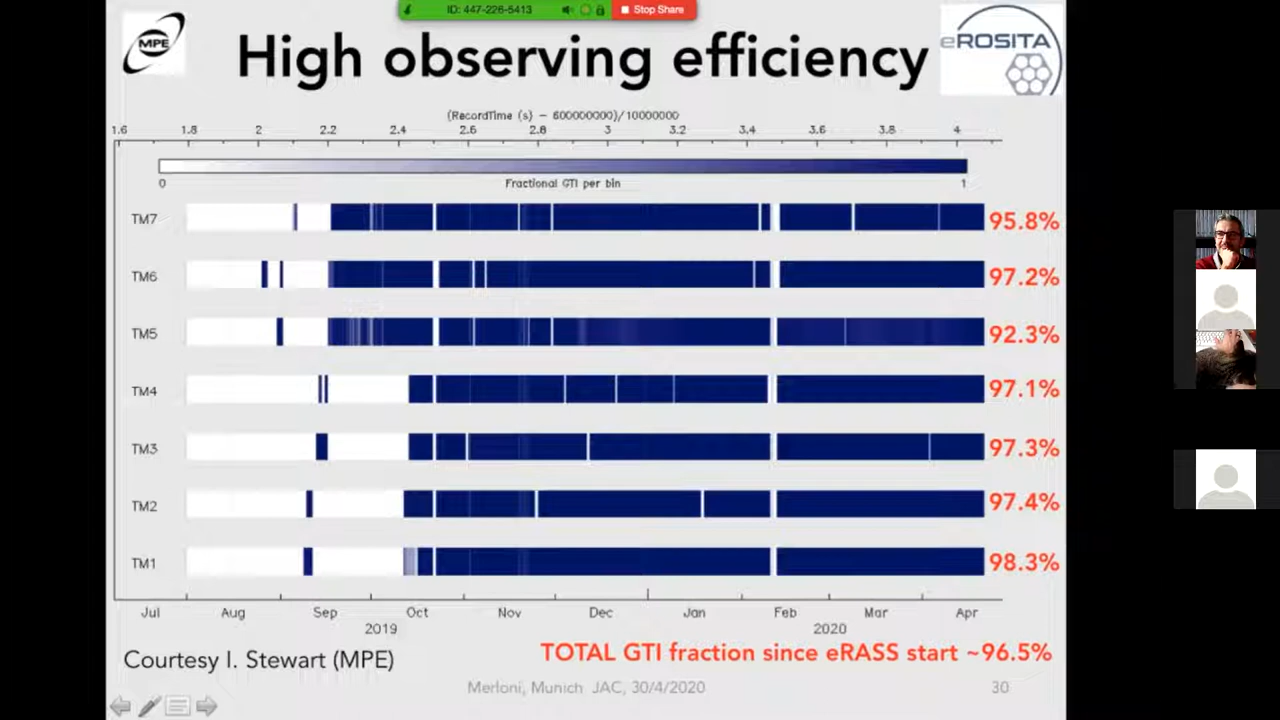 ID: 447-226-5413
Stop Share
MPE
High observing efficiency
eROSITA
(RecordTime (s) − 600000000)/10000000
1.6 1.8 2 2.2 2.4 2.6 2.8 3 3.2 3.4 3.6 3.8 4
0 Fractional GTI per bin 1
TM7 95.8%
TM6 97.2%
TM5 92.3%
TM4 97.1%
TM3 97.3%
TM2 97.4%
TM1 98.3%
Jul Aug Sep Oct Nov Dec Jan Feb Mar Apr
2019 2020
Courtesy I. Stewart (MPE)
TOTAL GTI fraction since eRASS start ~96.5%
Merloni, Munich JAC, 30/4/2020
30